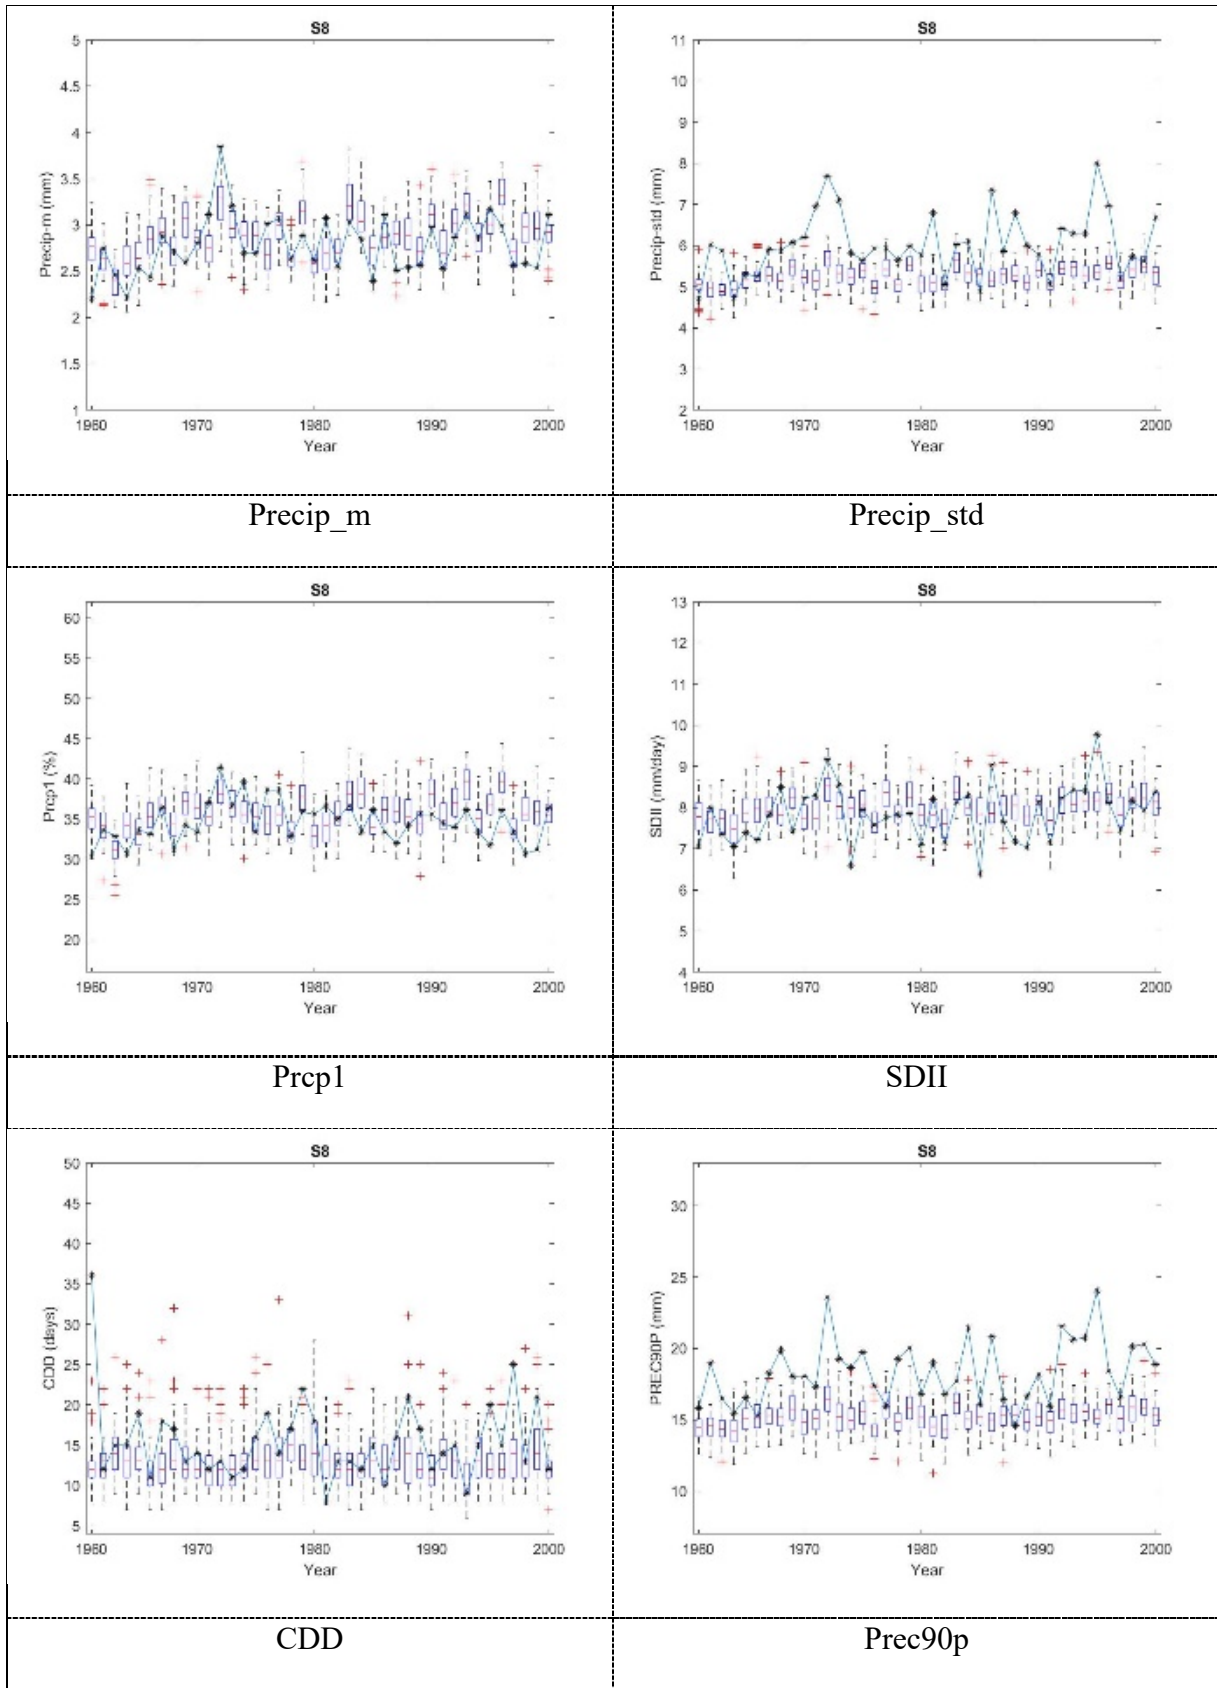 S8
5
4.5
4
3.5
3
2.5
2
1.5
1
Precip-m (mm)
1960 1970 1980 1990 2000
Year
S8
11
10
9
8
7
6
5
4
3
2
Precip-std (mm)
1960 1970 1980 1990 2000
Year
Precip_m
Precip_std
S8
60
55
50
45
40
35
30
25
20
Prcp1 (%)
1960 1970 1980 1990 2000
Year
S8
13
12
11
10
9
8
7
6
5
4
SDII (mm/day)
1960 1970 1980 1990 2000
Year
Prcp1
SDII
S8
50
45
40
35
30
25
20
15
10
5
CDD (days)
1960 1970 1980 1990 2000
Year
S8
30
25
20
15
10
PREC90P (mm)
1960 1970 1980 1990 2000
Year
CDD
Prec90p